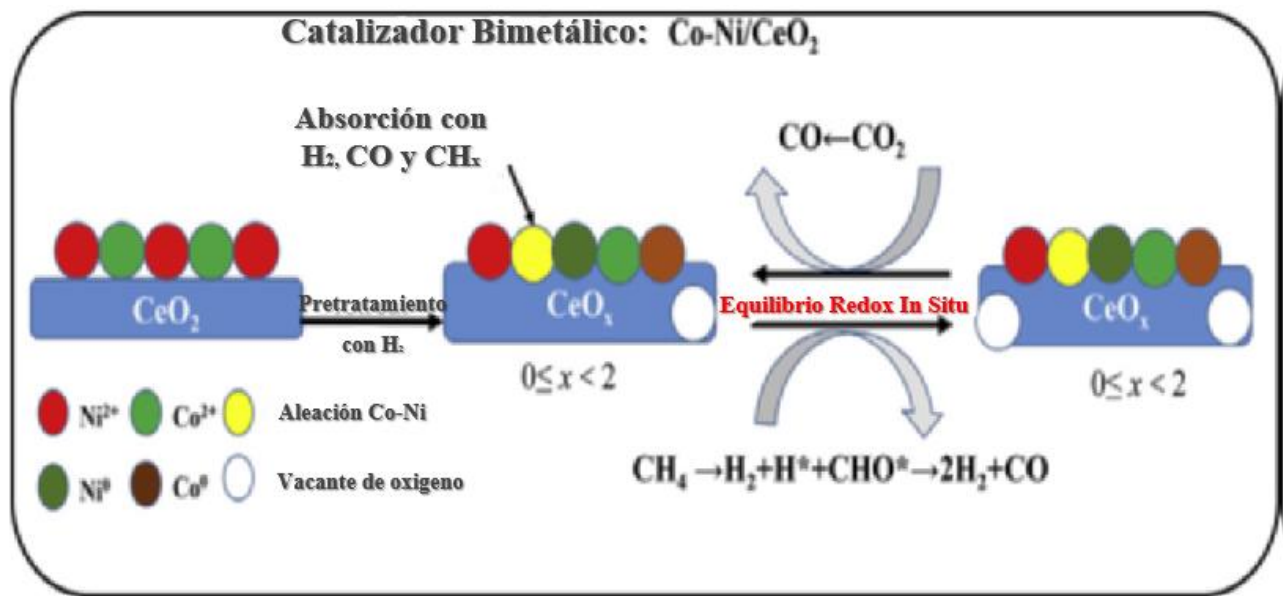 Catalizador Bimetálico: Co-Ni/CeO₂
Absorción con
H₂, CO y CHₓ
CO←CO₂
CeO₂
Pretratamiento
con H₂
CeOₓ
0≤ x < 2
Equilibrio Redox In Situ
CeOₓ
0≤ x < 2
Ni²⁺ Co²⁺ Aleación Co-Ni
Ni⁰ Co⁰ Vacante de oxigeno
CH₄ →H₂+H*+CHO*→2H₂+CO